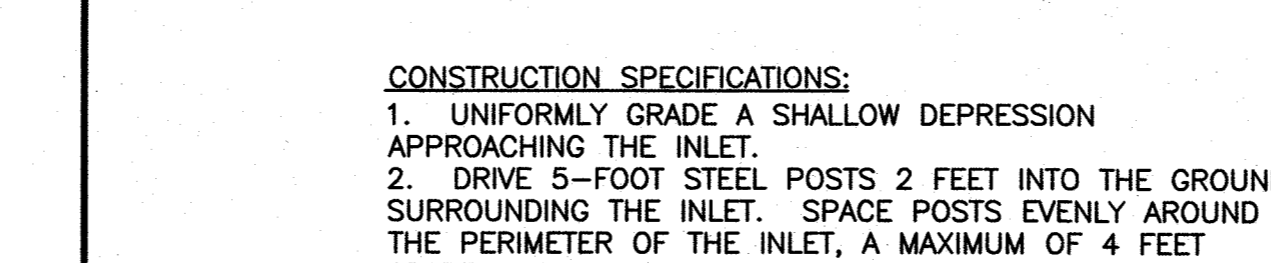 CONSTRUCTION SPECIFICATIONS:
1. UNIFORMLY GRADE A SHALLOW DEPRESSION
APPROACHING THE INLET.
2. DRIVE 5-FOOT STEEL POSTS 2 FEET INTO THE GROUN
SURROUNDING THE INLET. SPACE POSTS EVENLY AROUND
THE PERIMETER OF THE INLET, A MAXIMUM OF 4 FEET